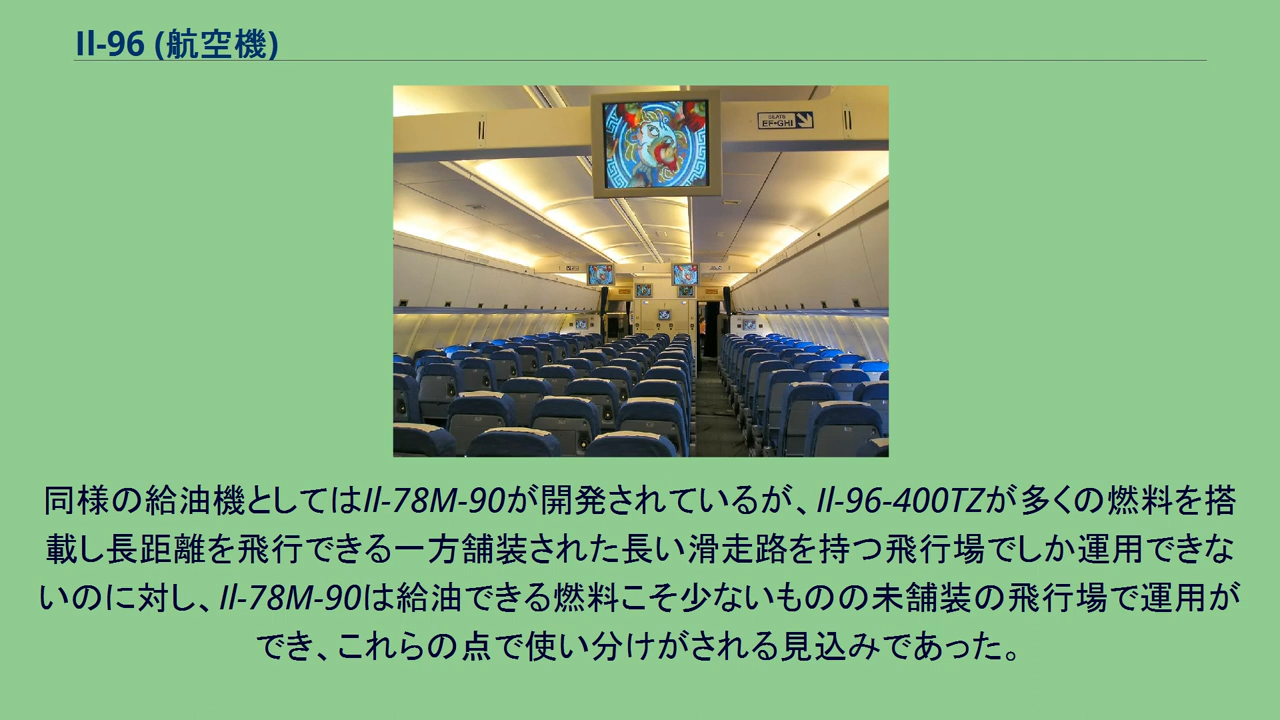 Il-96 (航空機)
SEATS
EF•GHI
同様の給油機としてはIl-78M-90が開発されているが、Il-96-400TZが多くの燃料を搭
載し長距離を飛行できる一方舗装された長い滑走路を持つ飛行場でしか運用できな
いのに対し、Il-78M-90は給油できる燃料こそ少ないものの未舗装の飛行場で運用が
でき、これらの点で使い分けがされる見込みであった。